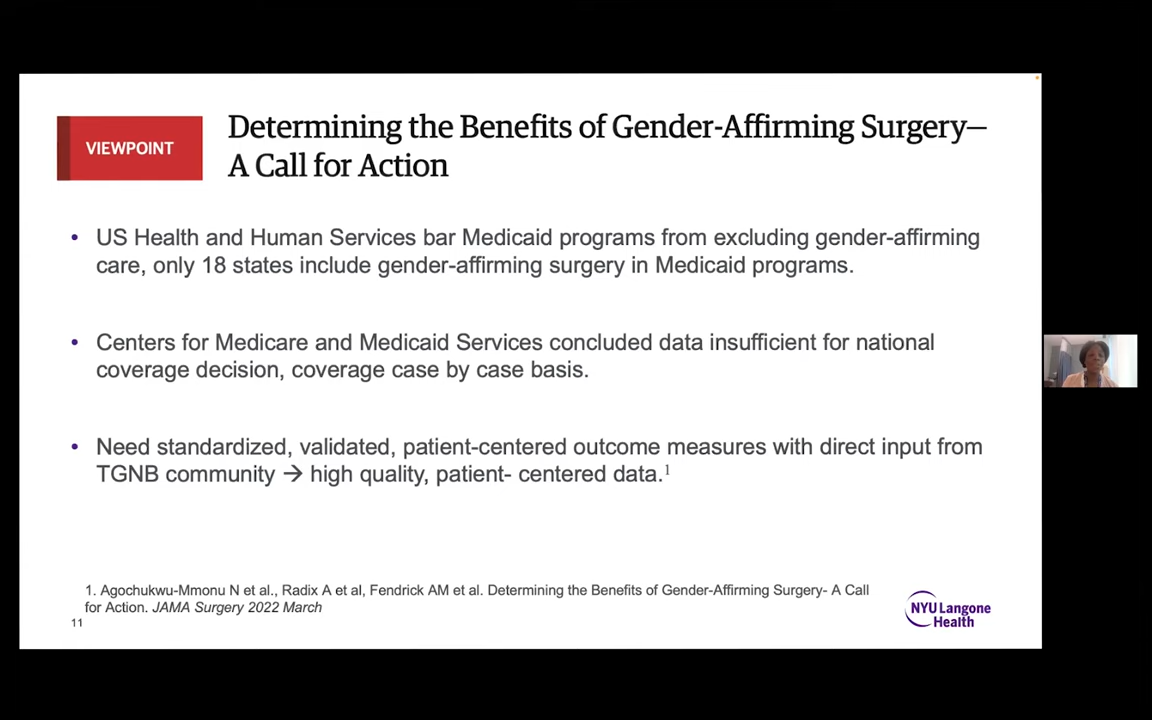 VIEWPOINT
Determining the Benefits of Gender-Affirming Surgery—
A Call for Action
• US Health and Human Services bar Medicaid programs from excluding gender-affirming
care, only 18 states include gender-affirming surgery in Medicaid programs.
• Centers for Medicare and Medicaid Services concluded data insufficient for national
coverage decision, coverage case by case basis.
• Need standardized, validated, patient-centered outcome measures with direct input from
TGNB community → high quality, patient- centered data.¹
1. Agochukwu-Mmonu N et al., Radix A et al, Fendrick AM et al. Determining the Benefits of Gender-Affirming Surgery- A Call
for Action. JAMA Surgery 2022 March
11
NYU Langone
Health